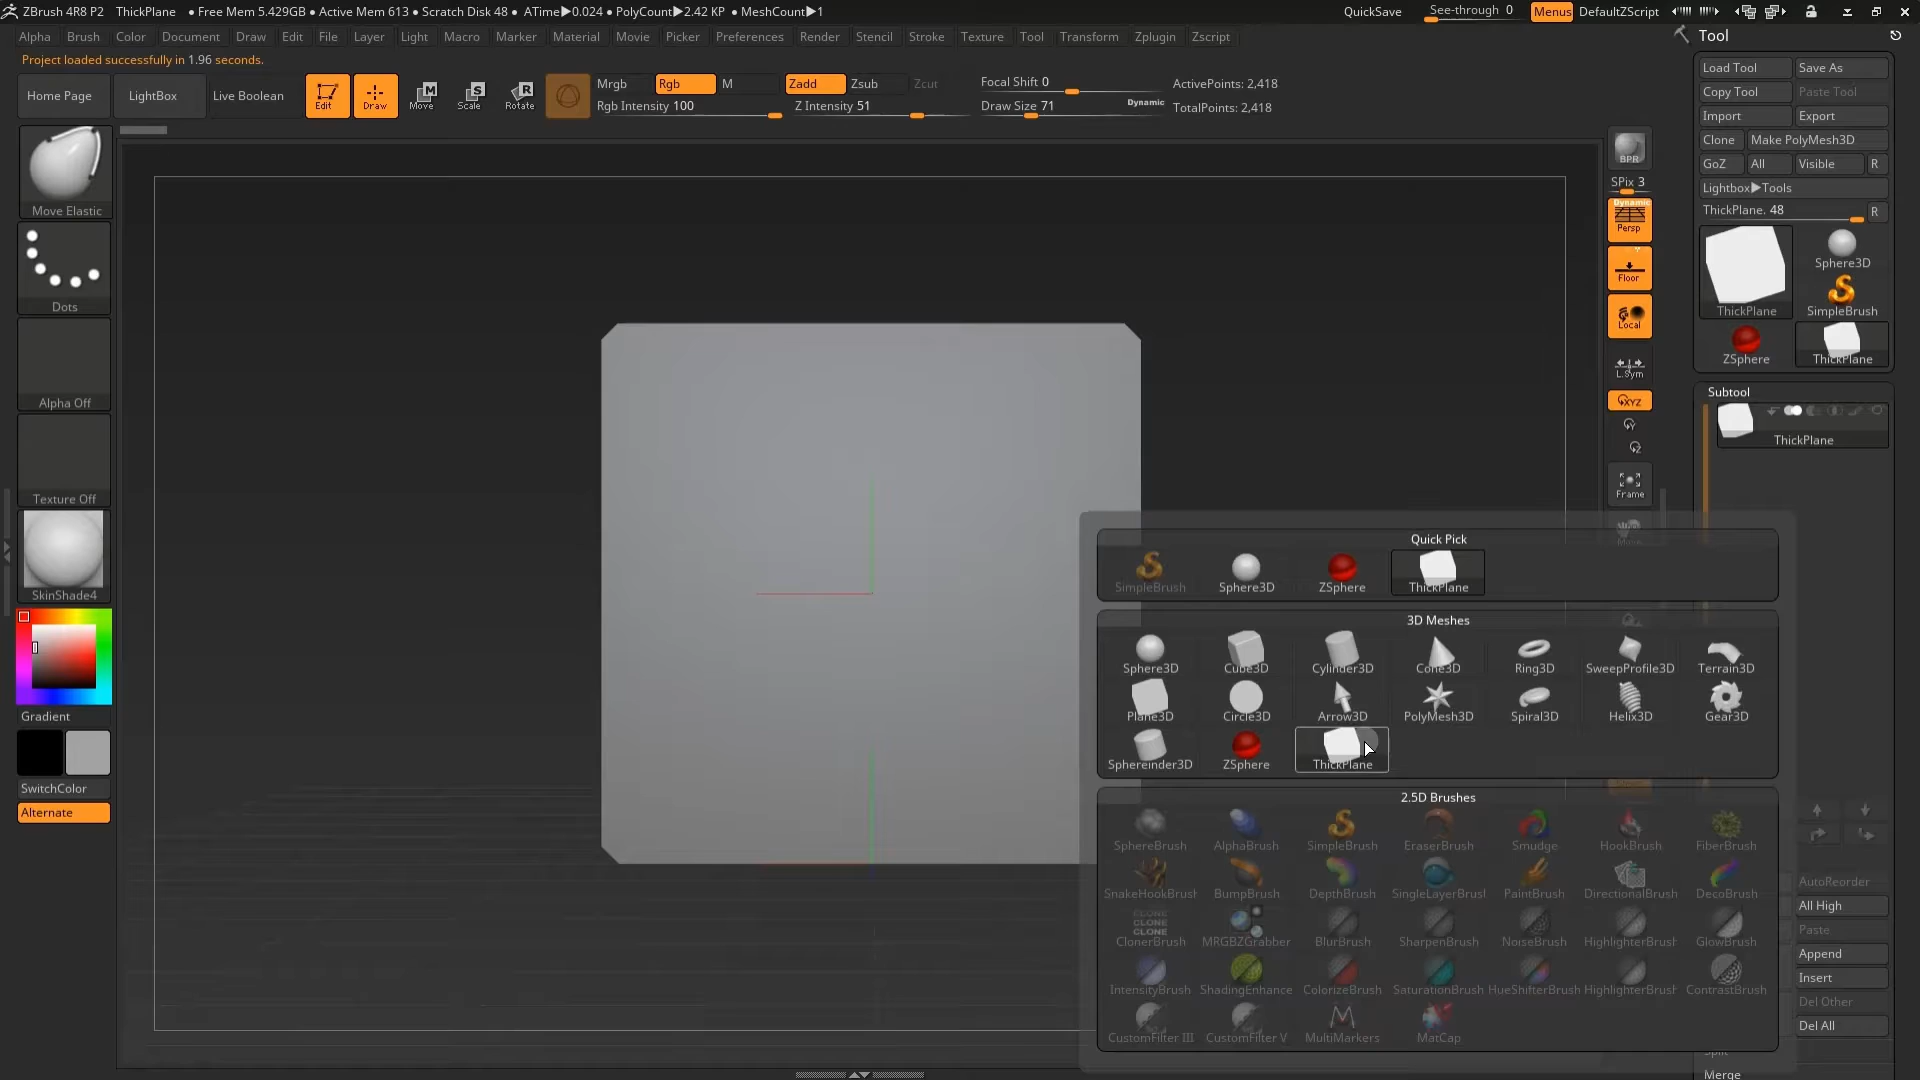 ZBrush 4R8 P2 ThickPlane ● Free Mem 5.429GB ● Active Mem 613 ● Scratch Disk 48 ● ATime▶0.024 ● PolyCount▶2.42 KP ● MeshCount▶1 QuickSave See-through 0 Menus DefaultZScript
Alpha Brush Color Document Draw Edit File Layer Light Macro Marker Material Movie Picker Preferences Render Stencil Stroke Texture Tool Transform Zplugin Zscript
Project loaded successfully in 1.96 seconds.
Home Page LightBox Live Boolean Edit Draw Move Scale Rotate
Mrgb Rgb M Zadd Zsub Zcut Focal Shift 0 ActivePoints: 2,418
Rgb Intensity 100 Z Intensity 51 Draw Size 71 Dynamic TotalPoints: 2,418
Move Elastic
Dots
Alpha Off
Texture Off
SkinShade4
Gradient
SwitchColor
Alternate
BPR
SPix 3
Dynamic
Persp
Floor
Local
L.Sym
XYZ
Frame
Move
Tool
Load Tool Save As
Copy Tool Paste Tool
Import Export
Clone Make PolyMesh3D
GoZ All Visible R
Lightbox▶Tools
ThickPlane. 48 R
ThickPlane Sphere3D
SimpleBrush
ZSphere ThickPlane
Subtool
ThickPlane
Quick Pick
SimpleBrush Sphere3D ZSphere ThickPlane
3D Meshes
Sphere3D Cube3D Cylinder3D Cone3D Ring3D SweepProfile3D Terrain3D
Plane3D Circle3D Arrow3D PolyMesh3D Spiral3D Helix3D Gear3D
Sphereinder3D ZSphere ThickPlane
2.5D Brushes
SphereBrush AlphaBrush SimpleBrush EraserBrush Smudge HookBrush FiberBrush
SnakeHookBrush BumpBrush DepthBrush SingleLayerBrusl PaintBrush DirectionalBrush DecoBrush
CLONE
CLONE
CLONE
ClonerBrush MRGBZGrabber BlurBrush SharpenBrush NoiseBrush HighlighterBrush GlowBrush
IntensityBrush ShadingEnhance ColorizeBrush SaturationBrush HueShifterBrush HighlighterBrush ContrastBrush
CustomFilter III CustomFilter V MultiMarkers MatCap
AutoReorder
All High
Paste
Append
Insert
Del Other
Del All
Split
Merge